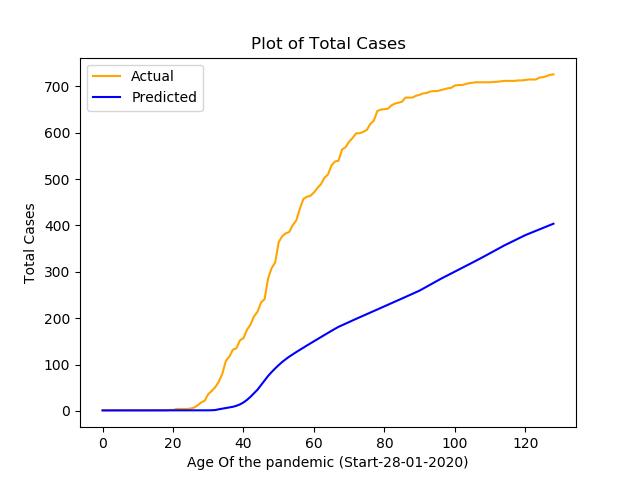 Plot of Total Cases
Actual
Predicted
700
600
500
400
300
200
100
0
Total Cases
0 20 40 60 80 100 120
Age Of the pandemic (Start-28-01-2020)